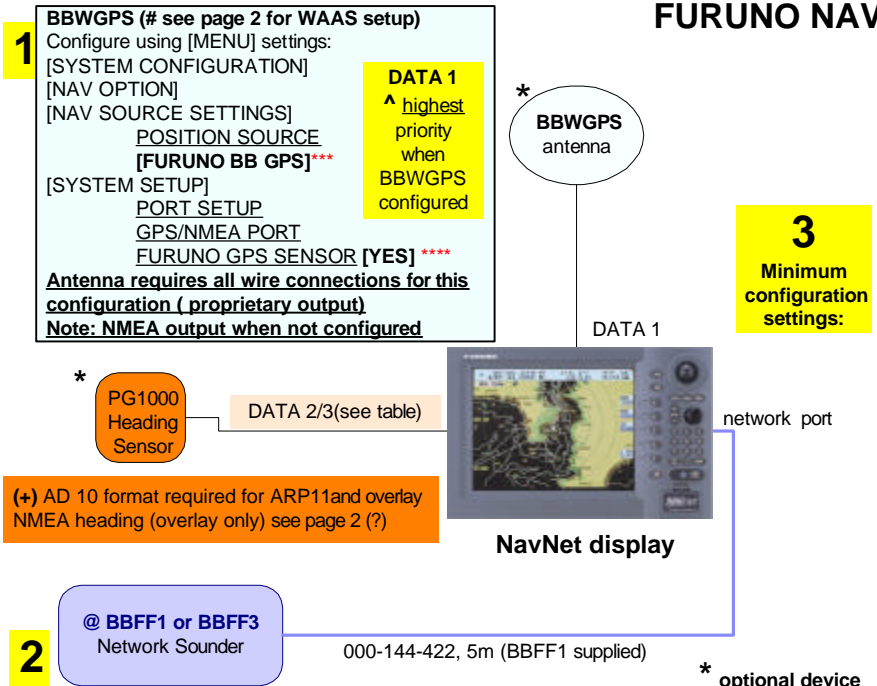 FURUNO NAV
1
BBWGPS (# see page 2 for WAAS setup)
Configure using [MENU] settings:
[SYSTEM CONFIGURATION]
[NAV OPTION]
[NAV SOURCE SETTINGS]
POSITION SOURCE
[FURUNO BB GPS]***
[SYSTEM SETUP]
PORT SETUP
GPS/NMEA PORT
FURUNO GPS SENSOR [YES] ****
Antenna requires all wire connections for this
configuration ( proprietary output)
Note: NMEA output when not configured
DATA 1
^ highest
priority
when
BBWGPS
configured
*
BBWGPS
antenna
3
Minimum
configuration
settings:
DATA 1
*
PG1000
Heading
Sensor
DATA 2/3(see table)
network port
(+) AD 10 format required for ARP11and overlay
NMEA heading (overlay only) see page 2 (?)
NavNet display
2
@ BBFF1 or BBFF3
Network Sounder
000-144-422, 5m (BBFF1 supplied)
* optional device